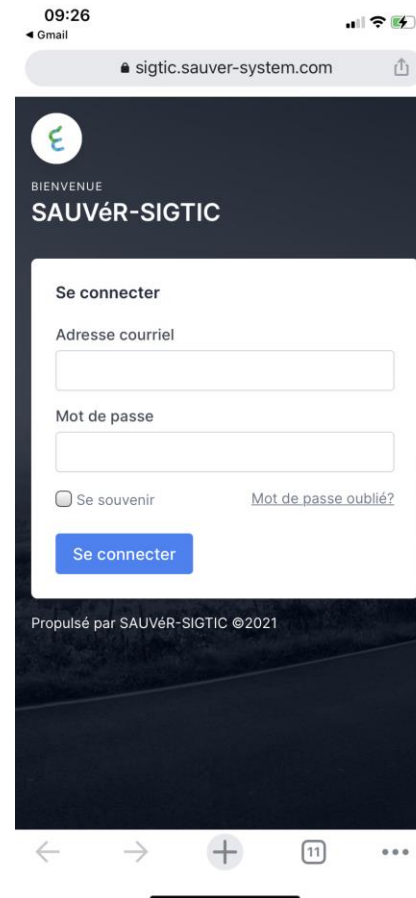 09:26
◀ Gmail
sigtic.sauver-system.com
BIENVENUE
SAUVéR-SIGTIC
Se connecter
Adresse courriel
Mot de passe
Se souvenir Mot de passe oublié?
Se connecter
Propulsé par SAUVéR-SIGTIC ©2021
11